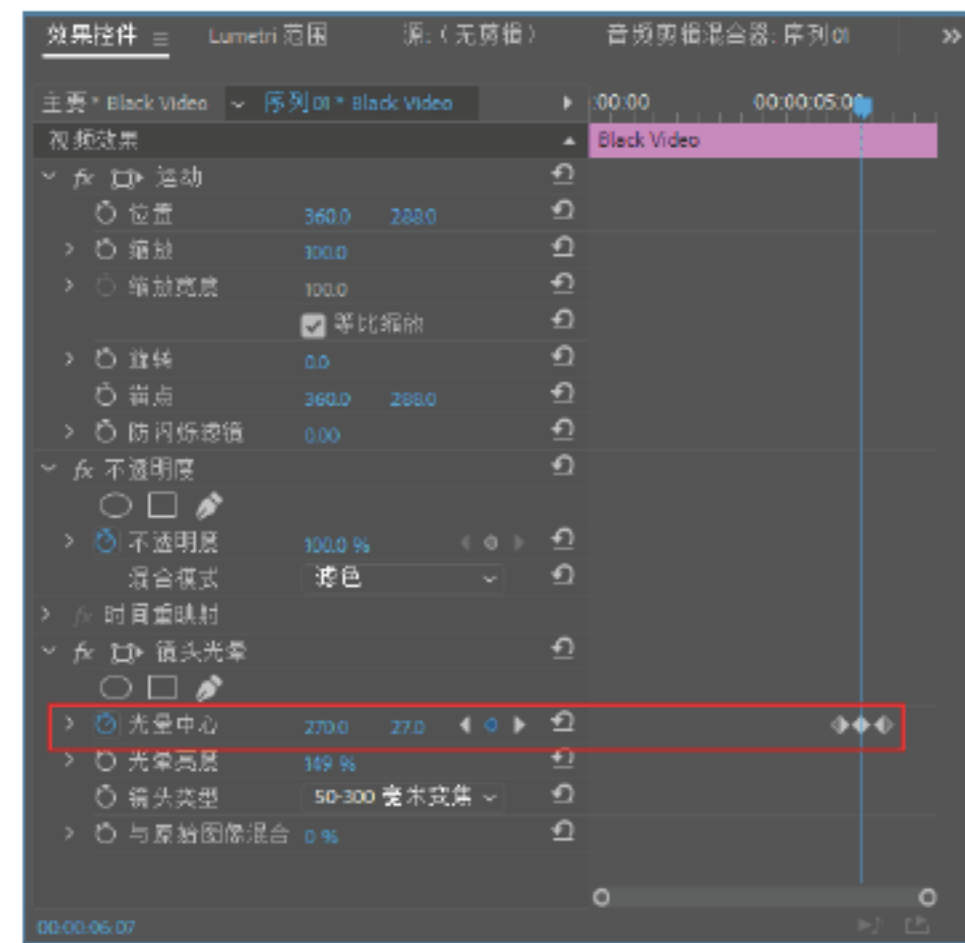 效果控件 Lumetri 范围 源:（无剪辑） 音频剪辑混合器: 序列 01
主要 * Black Video 序列 01 * Black Video :00:00 00:00:05:00
视频效果 Black Video
fx 运动
位置 360.0 288.0
缩放 100.0
缩放宽度 100.0
等比缩放
旋转 0.0
锚点 360.0 288.0
防闪烁滤镜 0.00
fx 不透明度
不透明度 100.0 %
混合模式 滤色
fx 时间重映射
fx 镜头光晕
光晕中心 270.0 27.0
光晕亮度 149 %
镜头类型 50-300 毫米变焦
与原始图像混合 0 %
00:00:06:07